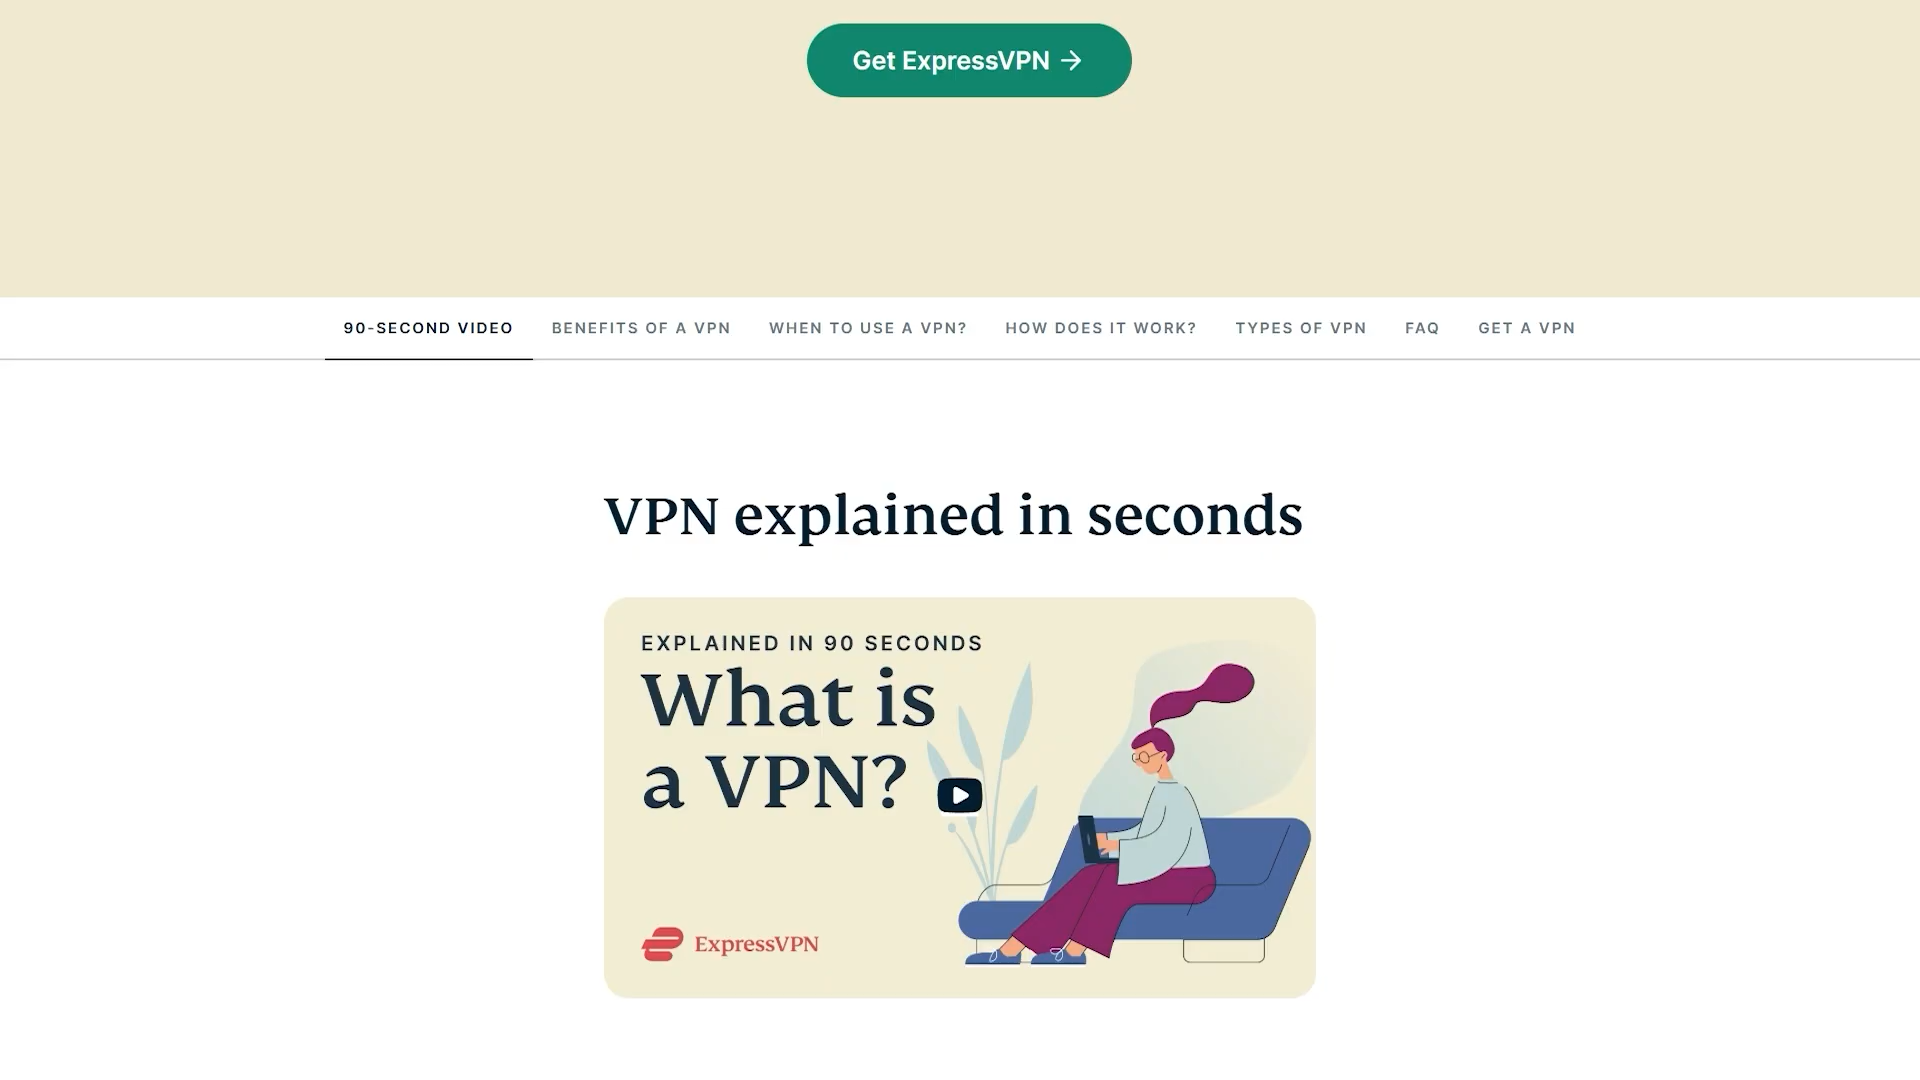 Get ExpressVPN →
90-SECOND VIDEO BENEFITS OF A VPN WHEN TO USE A VPN? HOW DOES IT WORK? TYPES OF VPN FAQ GET A VPN
VPN explained in seconds
EXPLAINED IN 90 SECONDS
What is
a VPN?
ExpressVPN